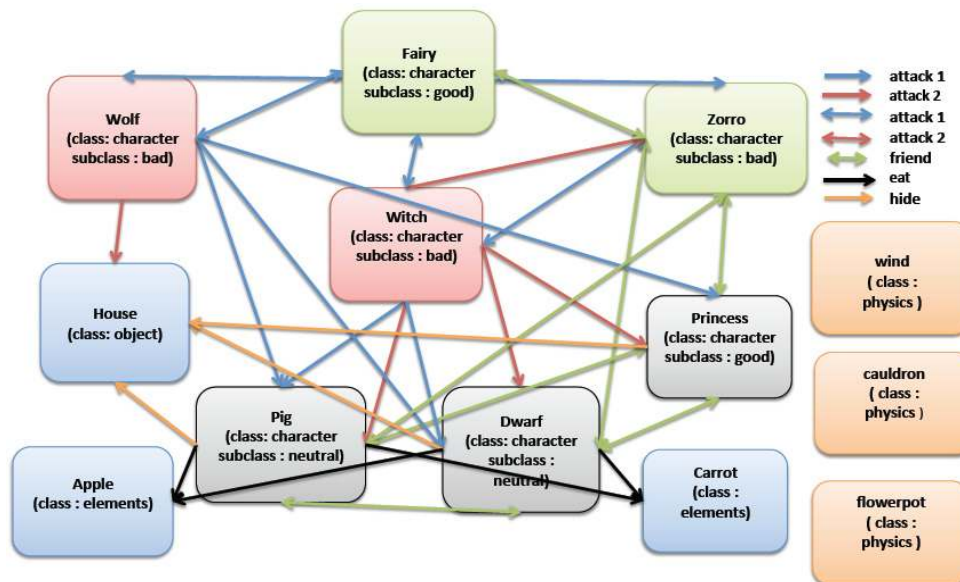 Fairy
(class: character
subclass : good)
Wolf
(class: character
subclass : bad)
Zorro
(class: character
subclass : bad)
attack 1
attack 2
attack 1
attack 2
friend
eat
hide
Witch
(class: character
subclass : bad)
wind
( class :
physics )
House
(class: object)
Princess
(class: character
subclass : good)
cauldron
( class :
physics )
Pig
(class: character
subclass : neutral)
Dwarf
(class: character
subclass :
neutral)
Apple
(class : elements)
Carrot
(class :
elements)
flowerpot
( class :
physics )